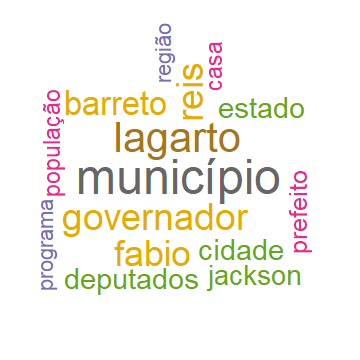 região
casa
reis
barreto
estado
população
lagarto
município
prefeito
programa
governador
fabio
cidade
deputados
jackson